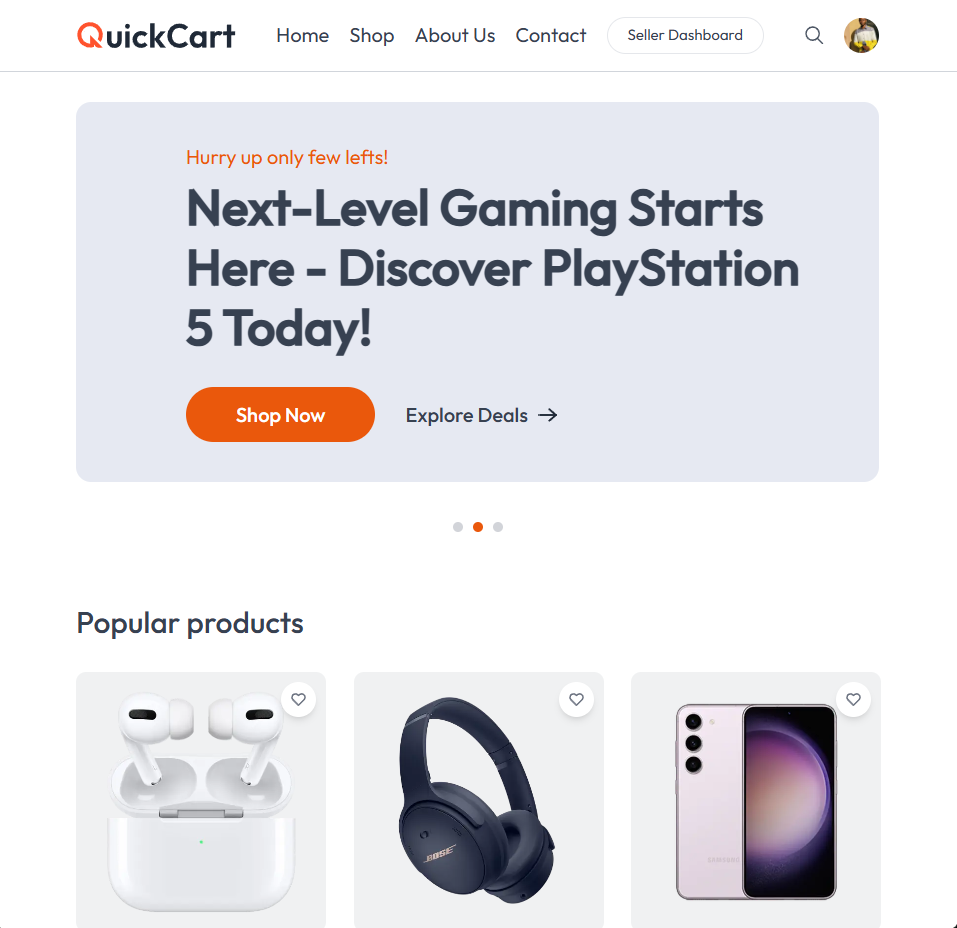 QuickCart Home Shop About Us Contact Seller Dashboard
Hurry up only few lefts!
Next-Level Gaming Starts
Here - Discover PlayStation
5 Today!
Shop Now Explore Deals →
Popular products
BOSE
SAMSUNG